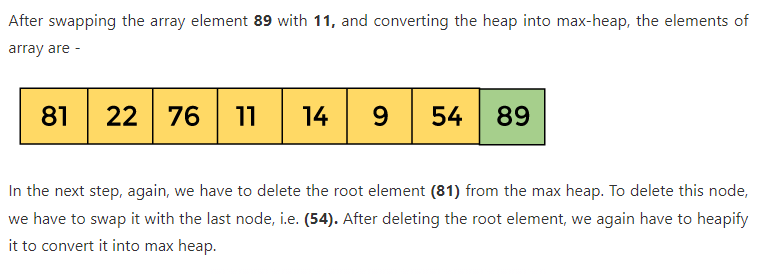 After swapping the array element 89 with 11, and converting the heap into max-heap, the elements of
array are -
81 22 76 11 14 9 54 89
In the next step, again, we have to delete the root element (81) from the max heap. To delete this node,
we have to swap it with the last node, i.e. (54). After deleting the root element, we again have to heapify
it to convert it into max heap.